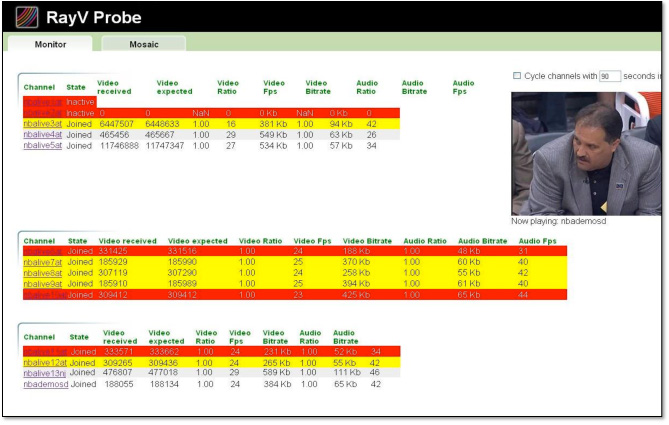 RayV Probe
Monitor Mosaic
Channel State Video received Video expected Video Ratio Video Fps Video Bitrate Audio Ratio Audio Bitrate Audio Fps
Inactive
Inactive 0 0 NaN 0 0 Kb NaN 0 Kb 0
nbalive3at Joined 6447507 6448633 1.00 16 381 Kb 1.00 94 Kb 42
nbalive4at Joined 465456 465667 1.00 29 549 Kb 1.00 63 Kb 26
nbalive5at Joined 11746888 11747347 1.00 27 534 Kb 1.00 57 Kb 34
Cycle channels with 90 seconds in
Now playing: nbademosd
Channel State Video received Video expected Video Ratio Video Fps Video Bitrate Audio Ratio Audio Bitrate Audio Fps
Joined 331425 331516 1.00 24 188 Kb 1.00 48 Kb 31
nbalive7at Joined 185929 185990 1.00 25 370 Kb 1.00 60 Kb 40
nbalive8at Joined 307119 307290 1.00 24 258 Kb 1.00 55 Kb 42
nbalive9at Joined 185910 185989 1.00 25 394 Kb 1.00 61 Kb 40
Joined 309412 309412 1.00 23 425 Kb 1.00 65 Kb 44
Channel State Video received Video expected Video Ratio Video Fps Video Bitrate Audio Ratio Audio Bitrate
Joined 333571 333662 1.00 24 231 Kb 1.00 52 Kb 34
nbalive12at Joined 309265 309436 1.00 24 265 Kb 1.00 55 Kb 42
nbalive13nj Joined 476807 477018 1.00 29 589 Kb 1.00 111 Kb 46
nbademosd Joined 188055 188134 1.00 24 384 Kb 1.00 65 Kb 42